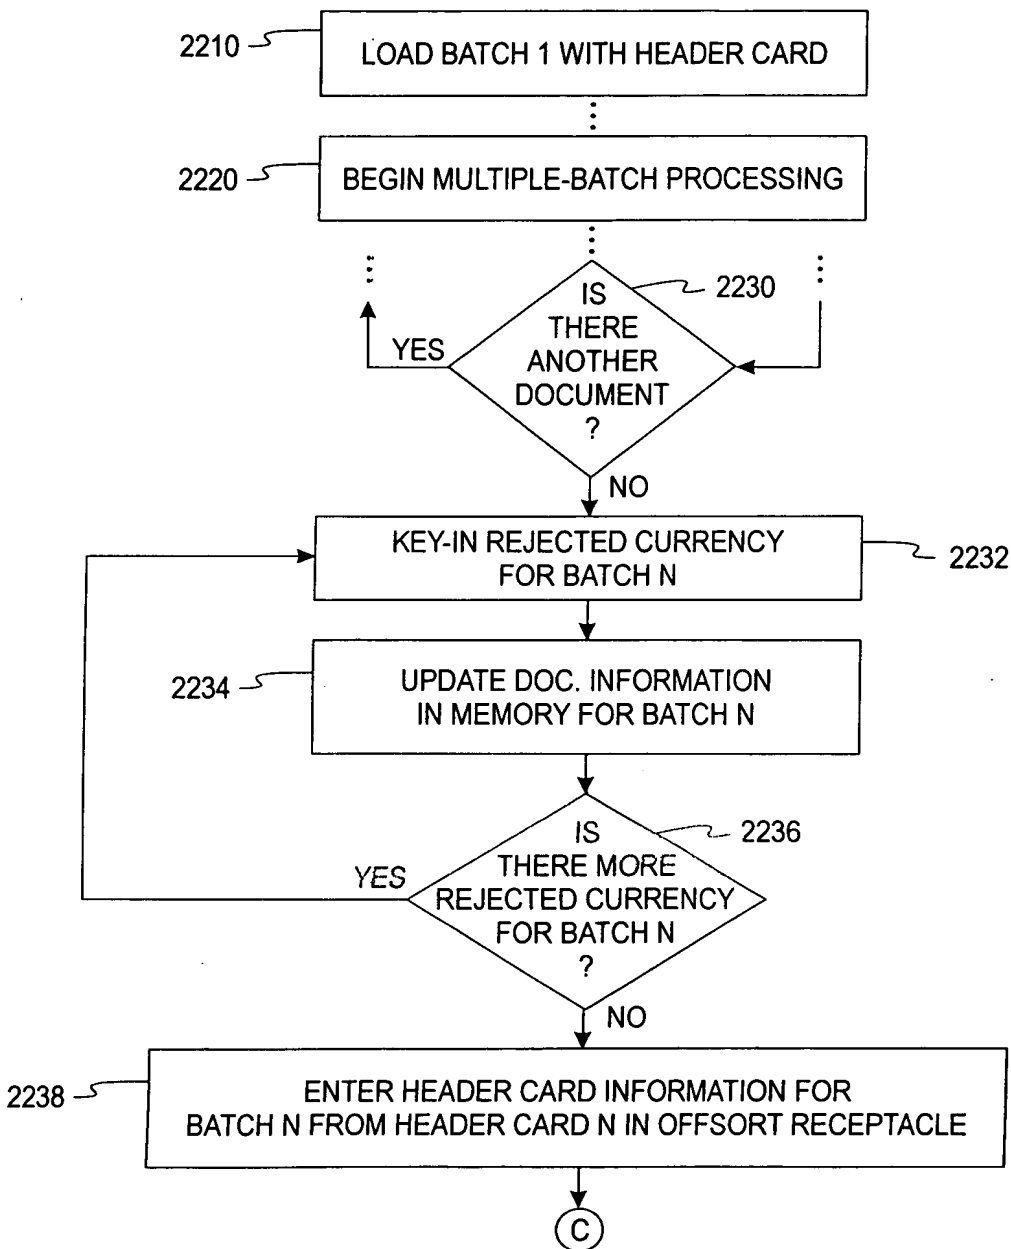 2210
LOAD BATCH 1 WITH HEADER CARD
2220
BEGIN MULTIPLE-BATCH PROCESSING
2230
IS
THERE
ANOTHER
DOCUMENT
?
YES
NO
KEY-IN REJECTED CURRENCY
FOR BATCH N
2232
2234
UPDATE DOC. INFORMATION
IN MEMORY FOR BATCH N
2236
IS
THERE MORE
REJECTED CURRENCY
FOR BATCH N
?
YES
NO
2238
ENTER HEADER CARD INFORMATION FOR
BATCH N FROM HEADER CARD N IN OFFSORT RECEPTACLE
C